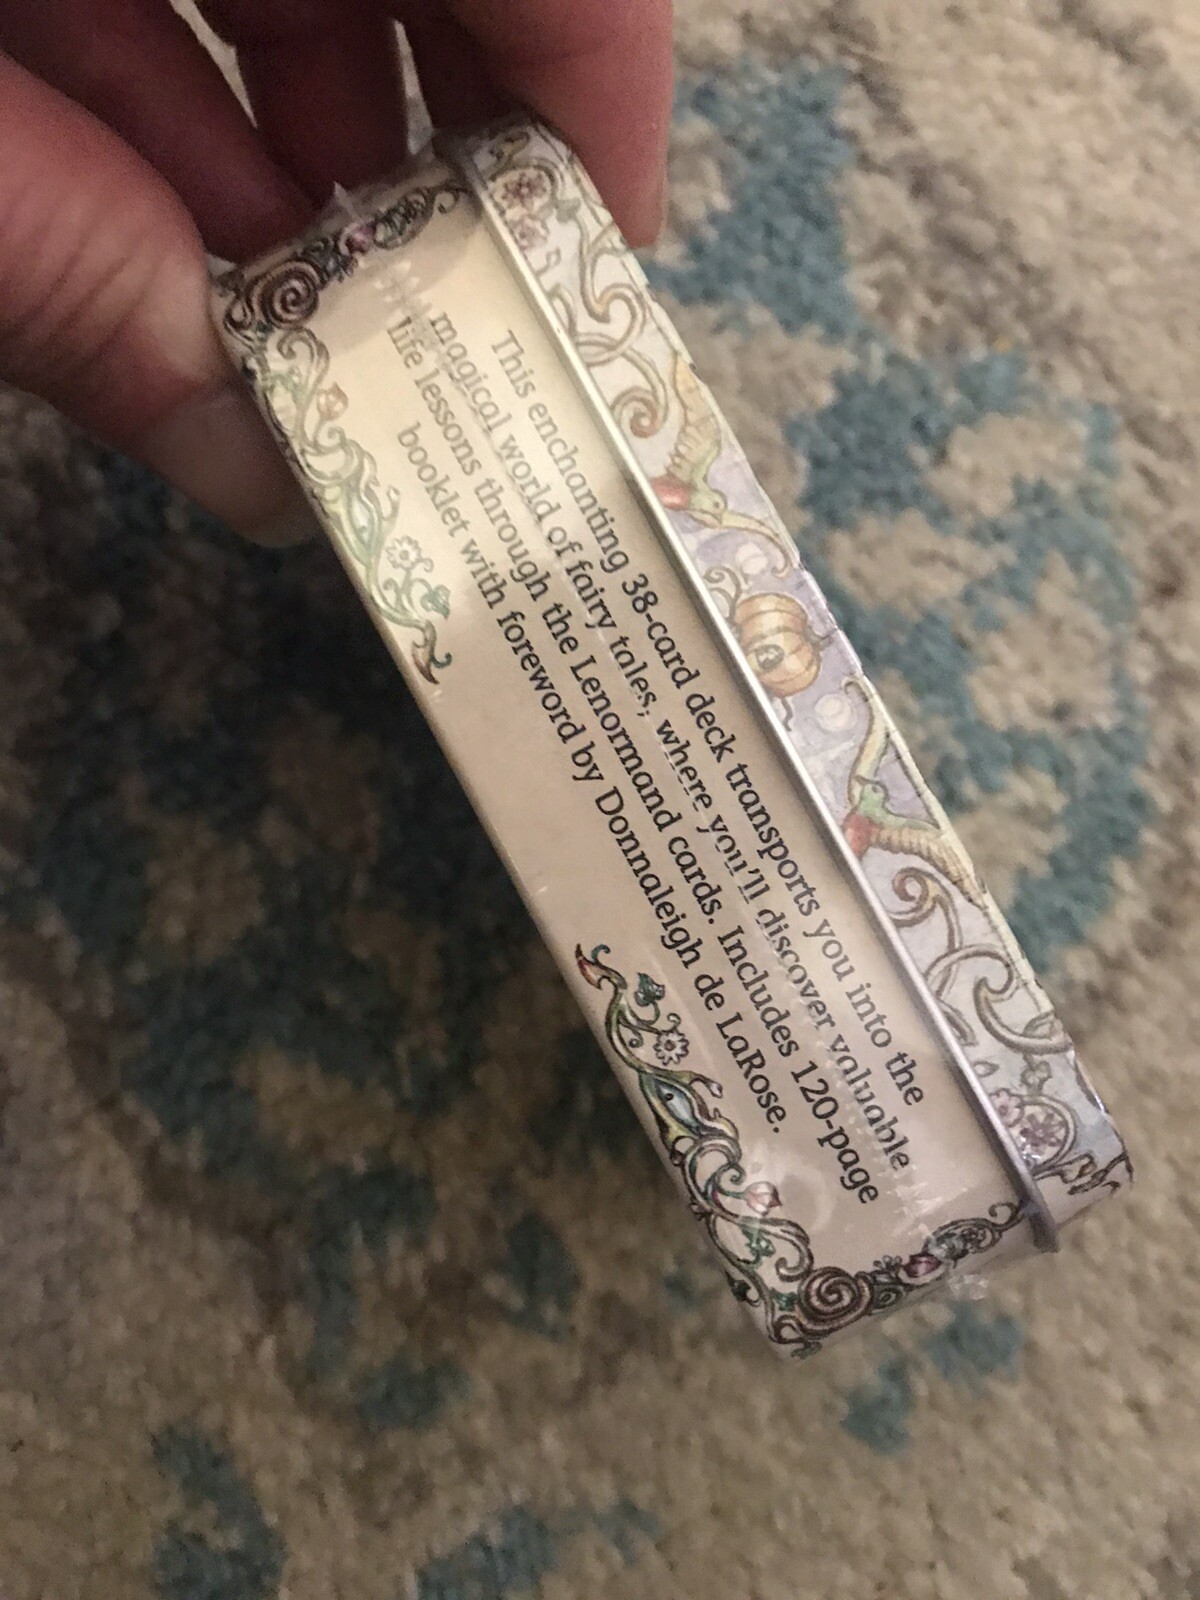 This enchanting 38-card deck transports you into the
magical world of fairy tales, where you'll discover valuable
life lessons through the Lenormand cards. Includes 120-page
booklet with foreword by Donnaleigh de LaRose.